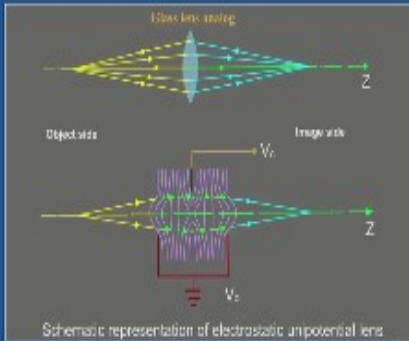 Glass lens analog
Z
Object side
Image side
Z
Schematic representation of electrostatic unipotential lens